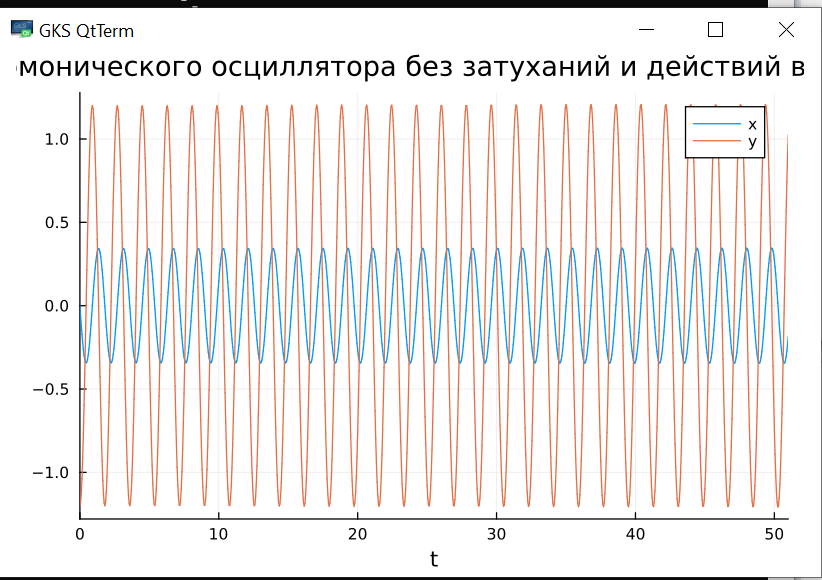 GKS QtTerm
монического осциллятора без затуханий и действий в
1.0
0.5
0.0
−0.5
−1.0
x
y
0 10 20 30 40 50
t